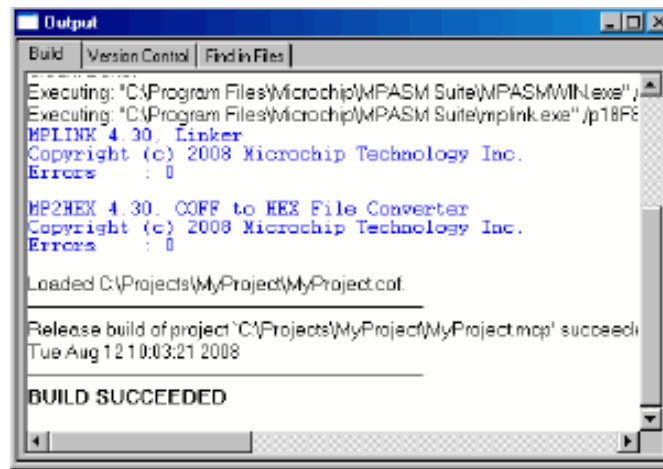 Output
Build Version Control Find in Files
Executing: "C:\Program Files\Microchip\MPASM Suite\MPASMWIN.exe" /
Executing: "C:\Program Files\Microchip\MPASM Suite\mplink.exe" /p18F8
MPLINK 4.30, Linker
Copyright (c) 2008 Microchip Technology Inc.
Errors : 0
MP2HEX 4.30, COFF to HEX File Converter
Copyright (c) 2008 Microchip Technology Inc.
Errors : 0
Loaded C:\Projects\MyProject\MyProject.cof.
Release build of project `C:\Projects\MyProject\MyProject.mcp' succeede
Tue Aug 12 10:03:21 2008
BUILD SUCCEEDED